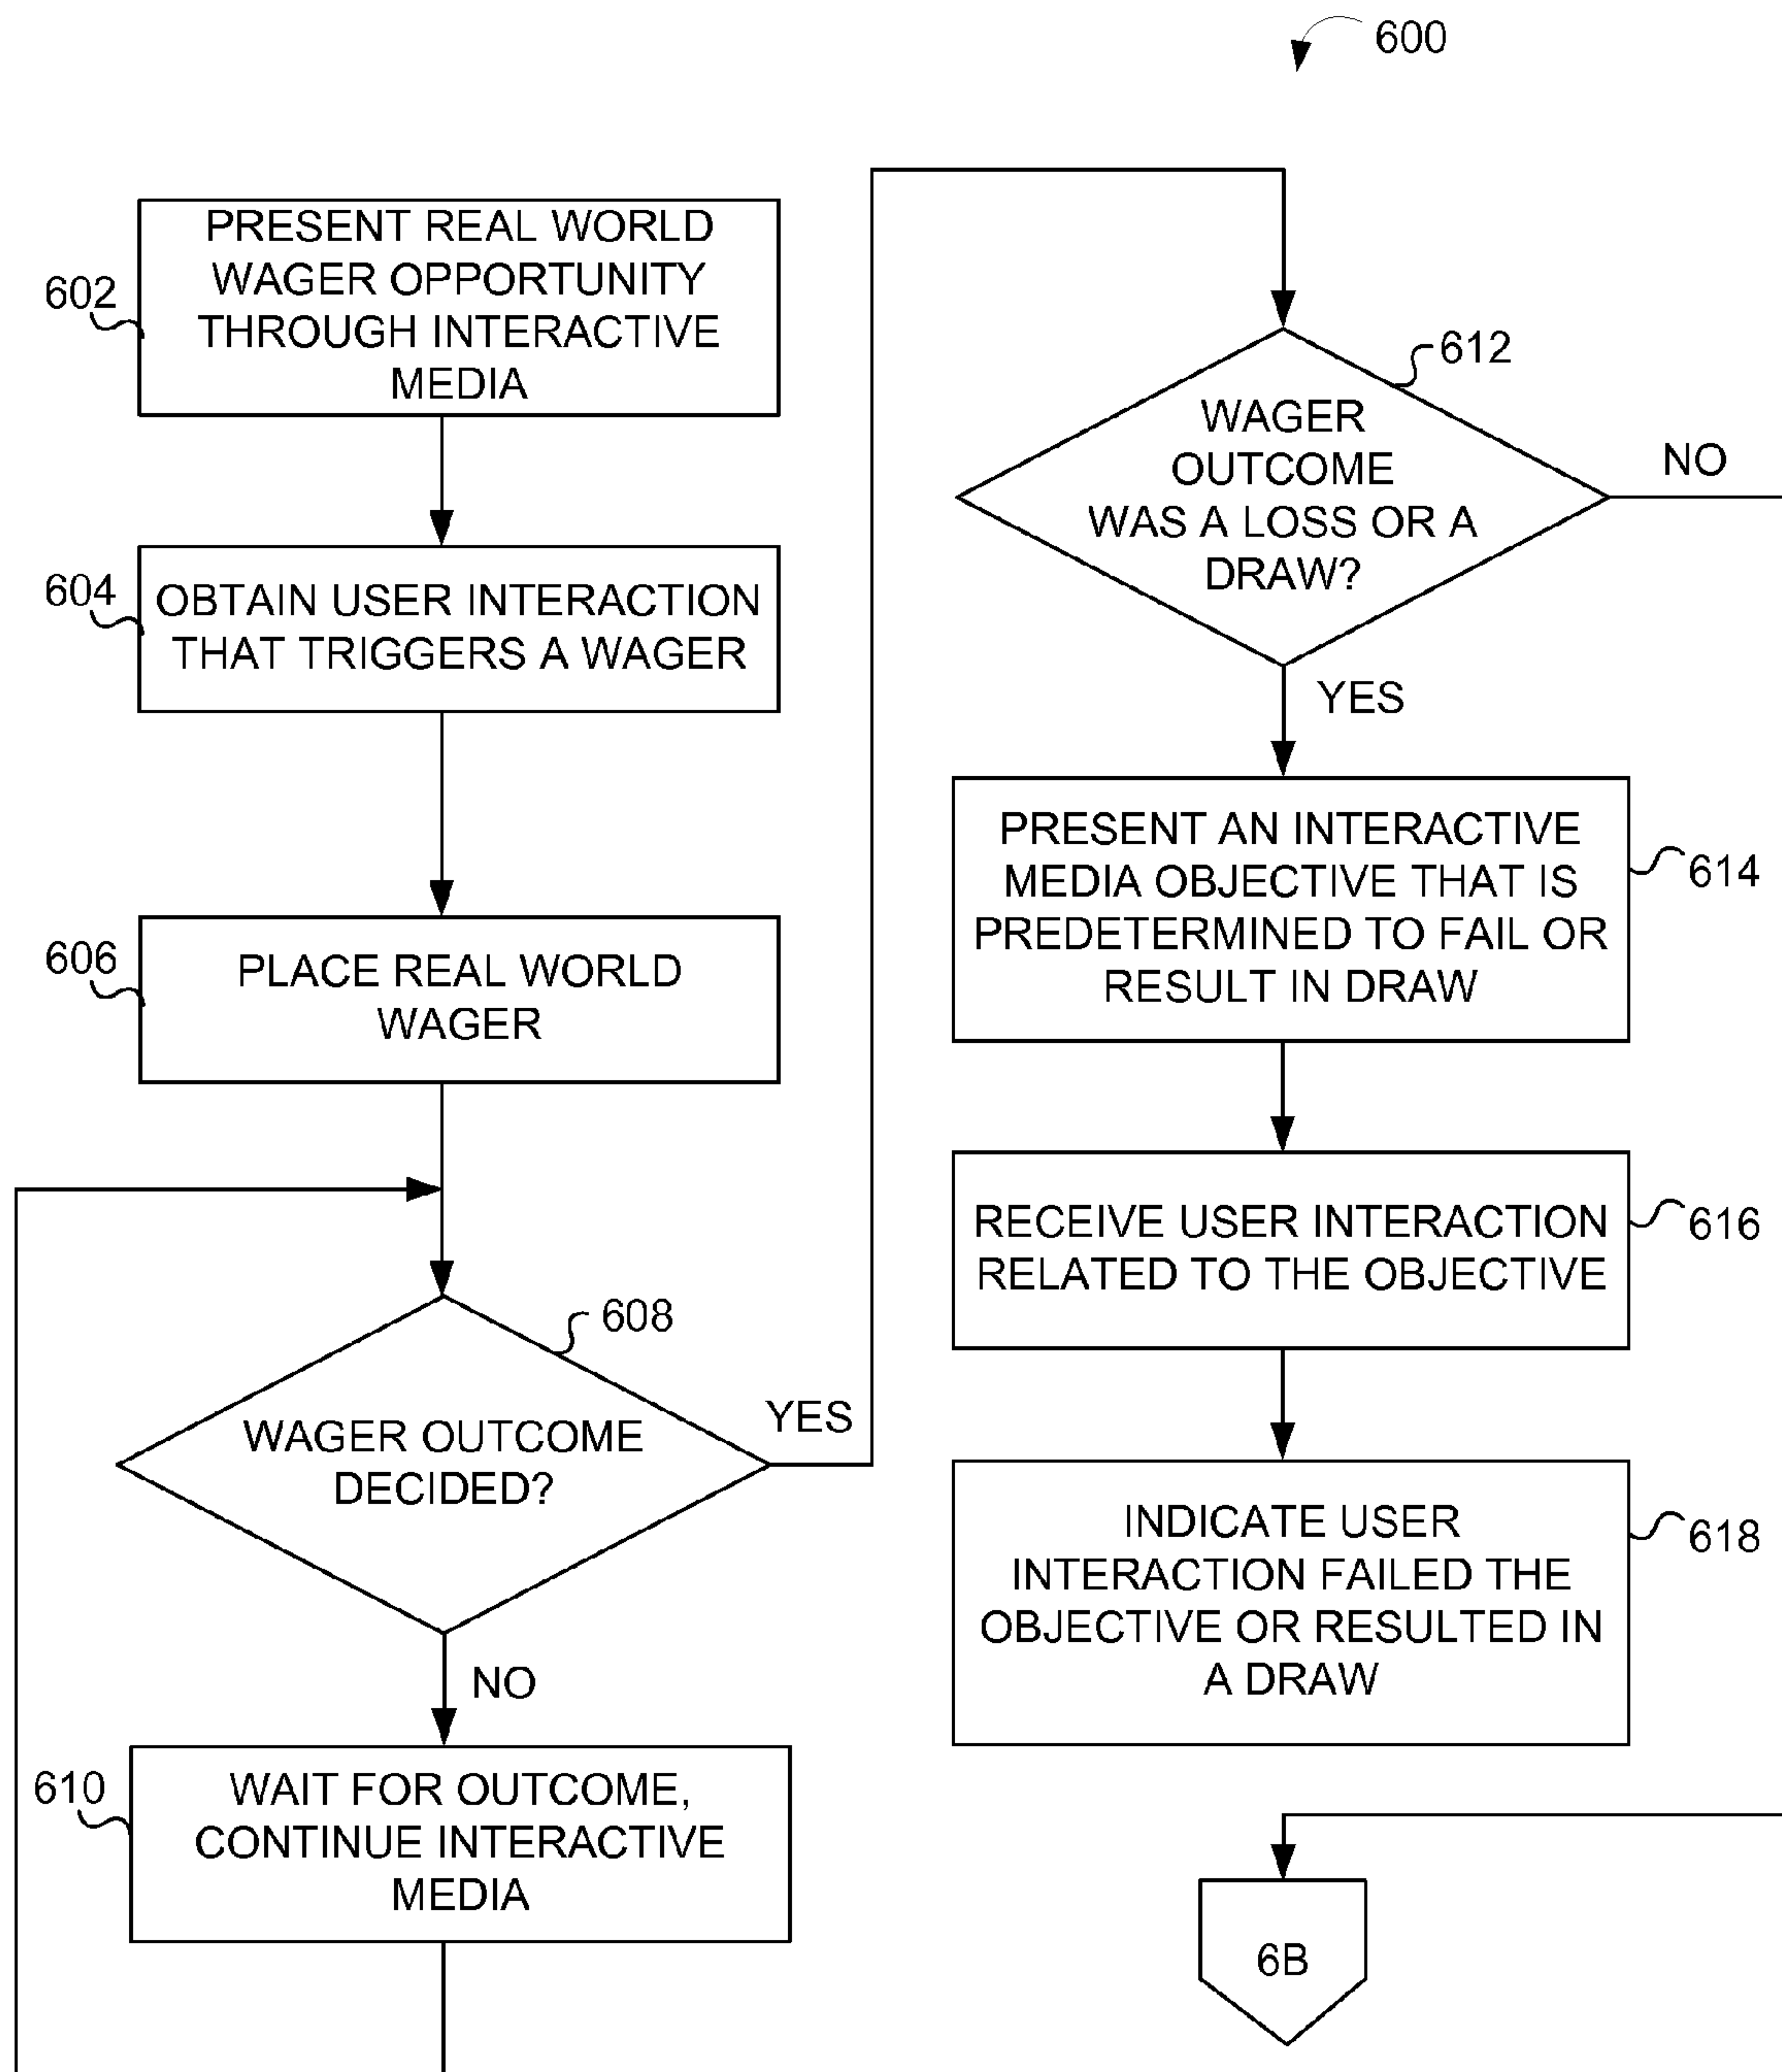 600
602
PRESENT REAL WORLD
WAGER OPPORTUNITY
THROUGH INTERACTIVE
MEDIA
604
OBTAIN USER INTERACTION
THAT TRIGGERS A WAGER
606
PLACE REAL WORLD
WAGER
608
WAGER OUTCOME
DECIDED?
YES
NO
610
WAIT FOR OUTCOME,
CONTINUE INTERACTIVE
MEDIA
612
WAGER
OUTCOME
WAS A LOSS OR A
DRAW?
NO
YES
PRESENT AN INTERACTIVE
MEDIA OBJECTIVE THAT IS
PREDETERMINED TO FAIL OR
RESULT IN DRAW
614
RECEIVE USER INTERACTION
RELATED TO THE OBJECTIVE
616
INDICATE USER
INTERACTION FAILED THE
OBJECTIVE OR RESULTED IN
A DRAW
618
6B